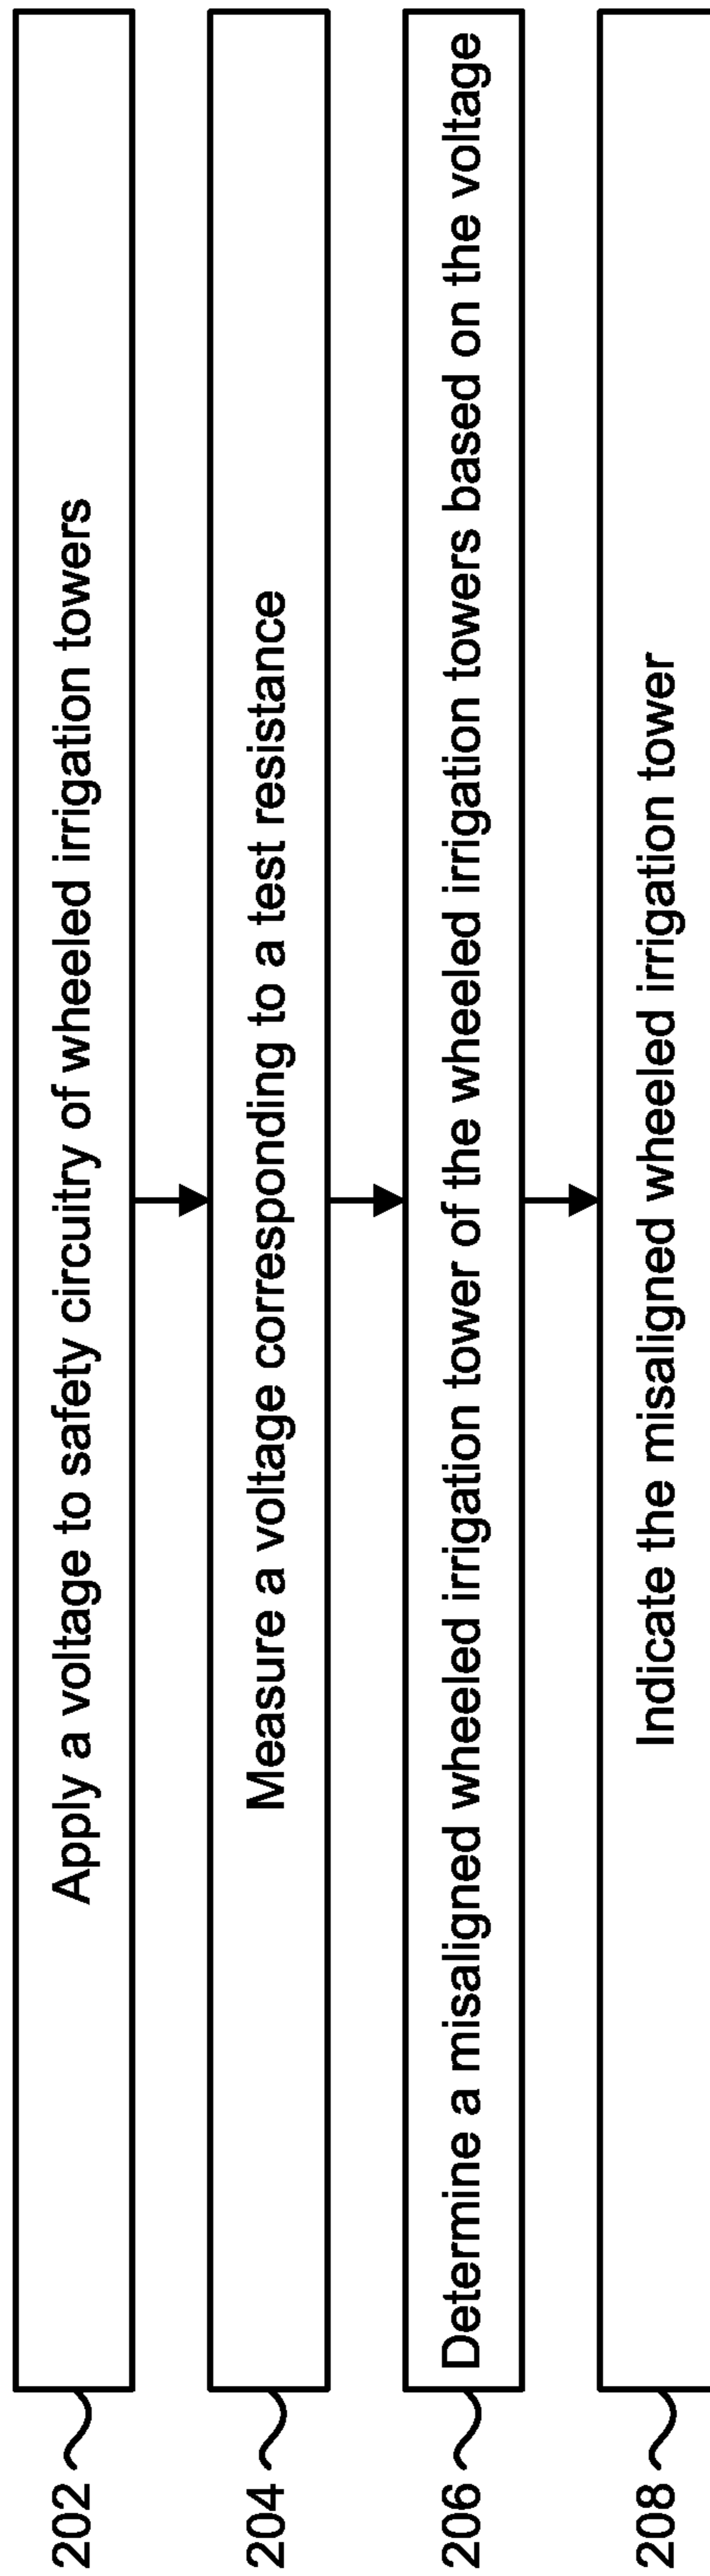 202
Apply a voltage to safety circuitry of wheeled irrigation towers
204
Measure a voltage corresponding to a test resistance
206
Determine a misaligned wheeled irrigation tower of the wheeled irrigation towers based on the voltage
208
Indicate the misaligned wheeled irrigation tower